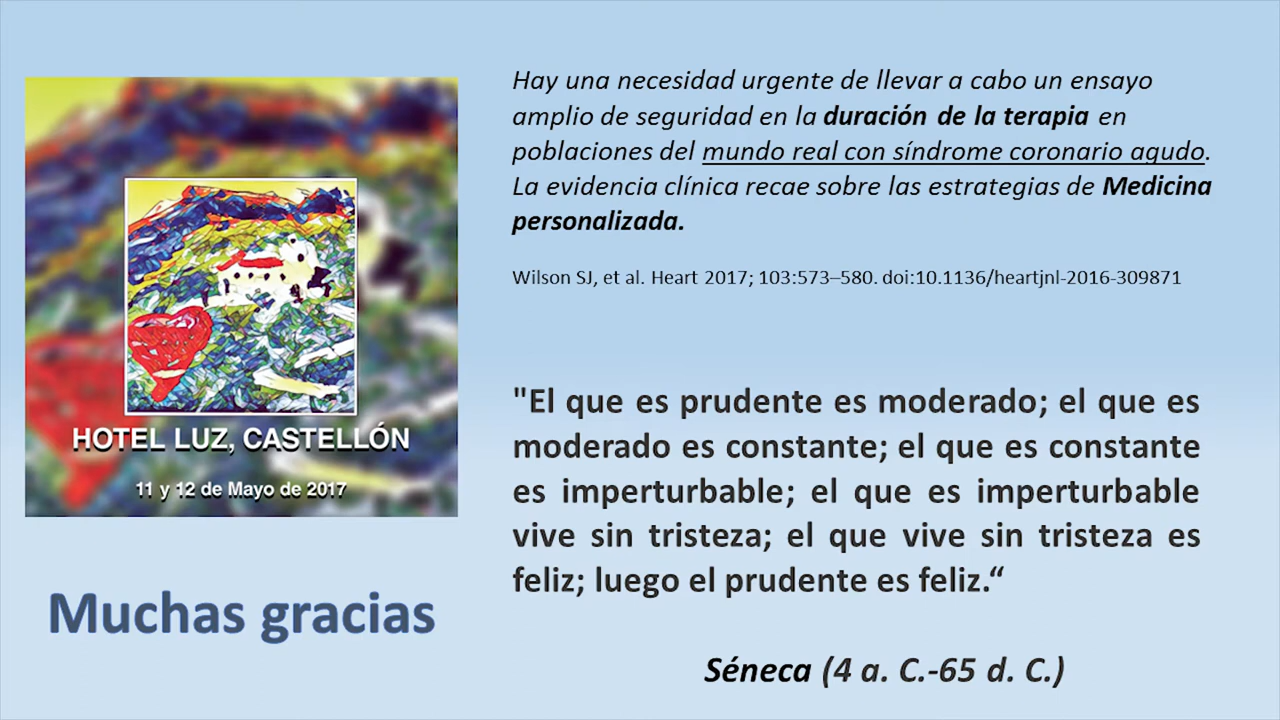 Hay una necesidad urgente de llevar a cabo un ensayo
amplio de seguridad en la duración de la terapia en
poblaciones del mundo real con síndrome coronario agudo.
La evidencia clínica recae sobre las estrategias de Medicina
personalizada.
Wilson SJ, et al. Heart 2017; 103:573–580. doi:10.1136/heartjnl-2016-309871
HOTEL LUZ, CASTELLÓN
11 y 12 de Mayo de 2017
Muchas gracias
"El que es prudente es moderado; el que es
moderado es constante; el que es constante
es imperturbable; el que es imperturbable
vive sin tristeza; el que vive sin tristeza es
feliz; luego el prudente es feliz.“
Séneca (4 a. C.-65 d. C.)